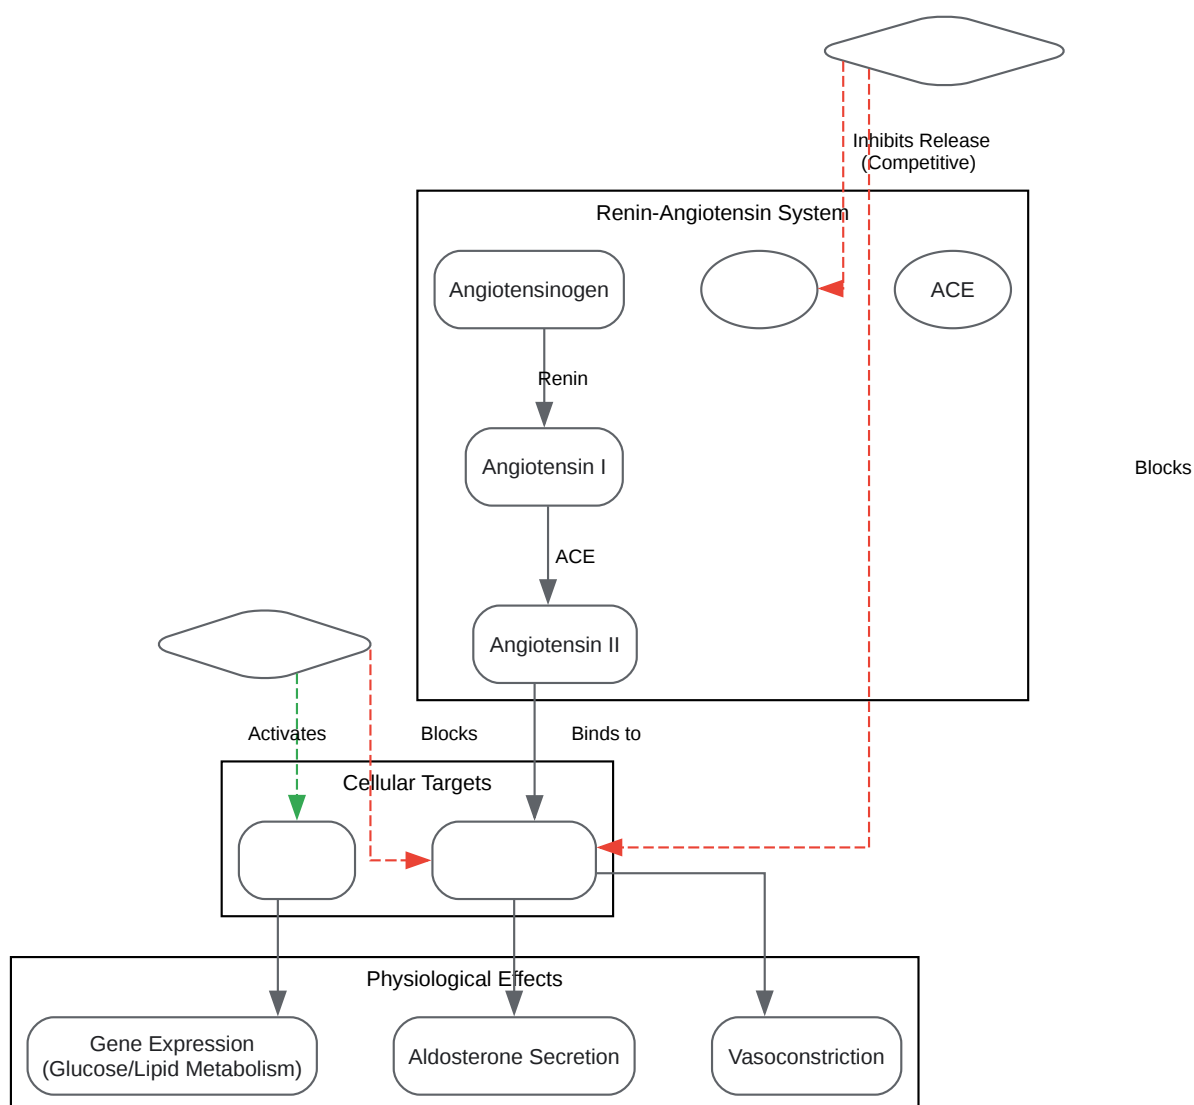 Inhibits Release
(Competitive)
Renin-Angiotensin System
Angiotensinogen
ACE
Renin
Angiotensin I
Blocks
ACE
Angiotensin II
Activates
Blocks
Binds to
Cellular Targets
Physiological Effects
Gene Expression
(Glucose/Lipid Metabolism)
Aldosterone Secretion
Vasoconstriction